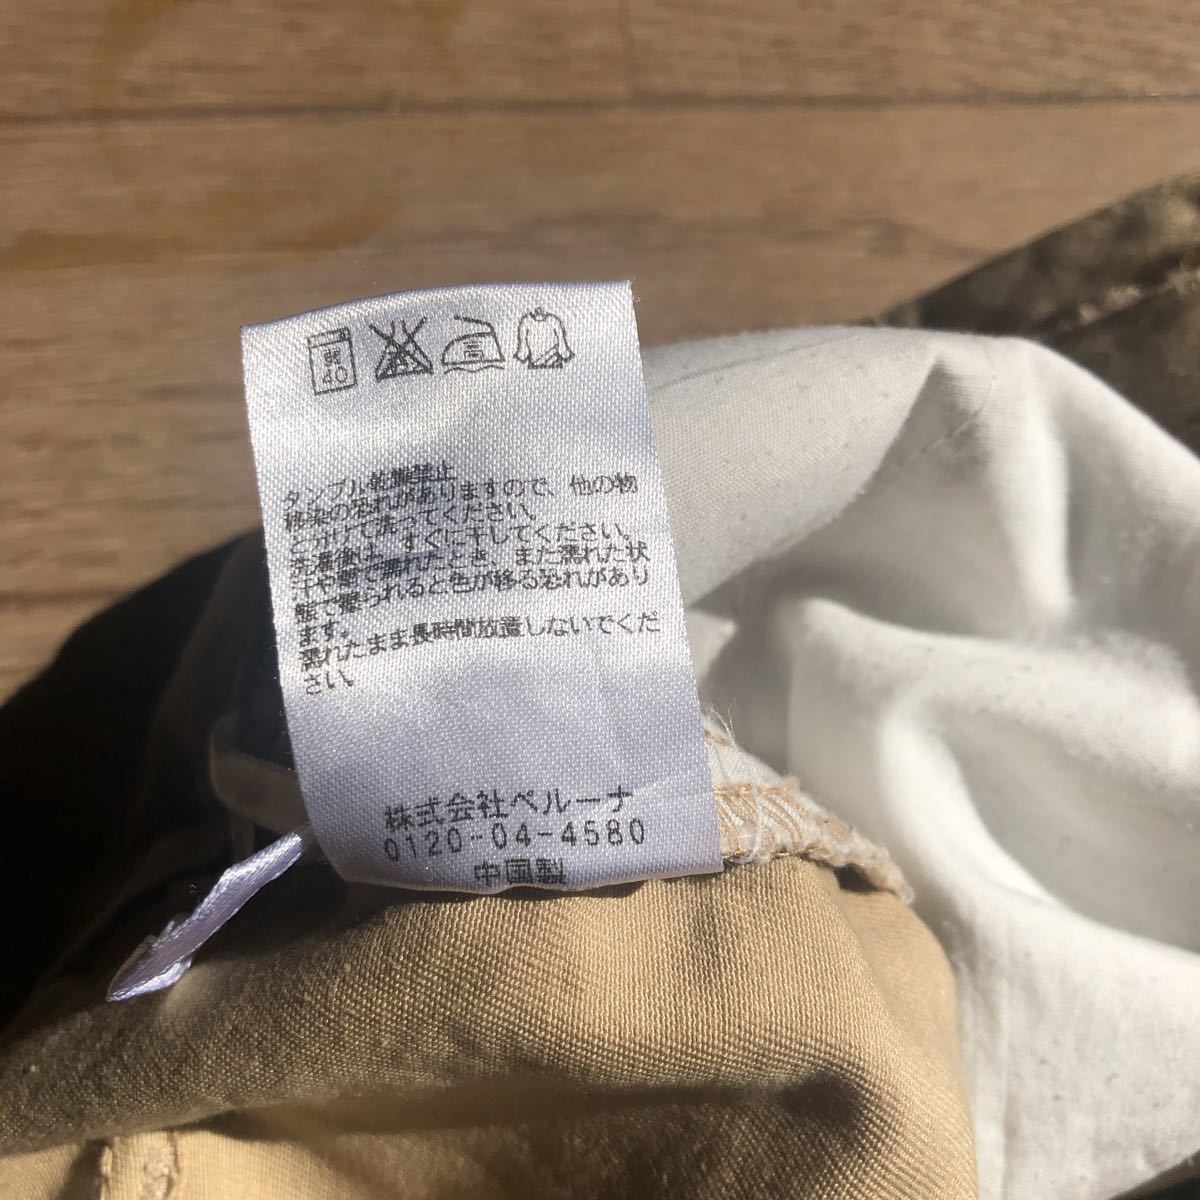 弱
40
高
タンブル乾燥禁止
移染の恐れがありますので、他の物
と分けて洗ってください。
洗濯後は、すぐに干してください。
汗や雨で濡れたとき、また濡れた状
態で擦られると色が移る恐れがあり
ます。
濡れたまま長時間放置しないでくだ
さい。
株式会社ベルーナ
0120-04-4580
中国製